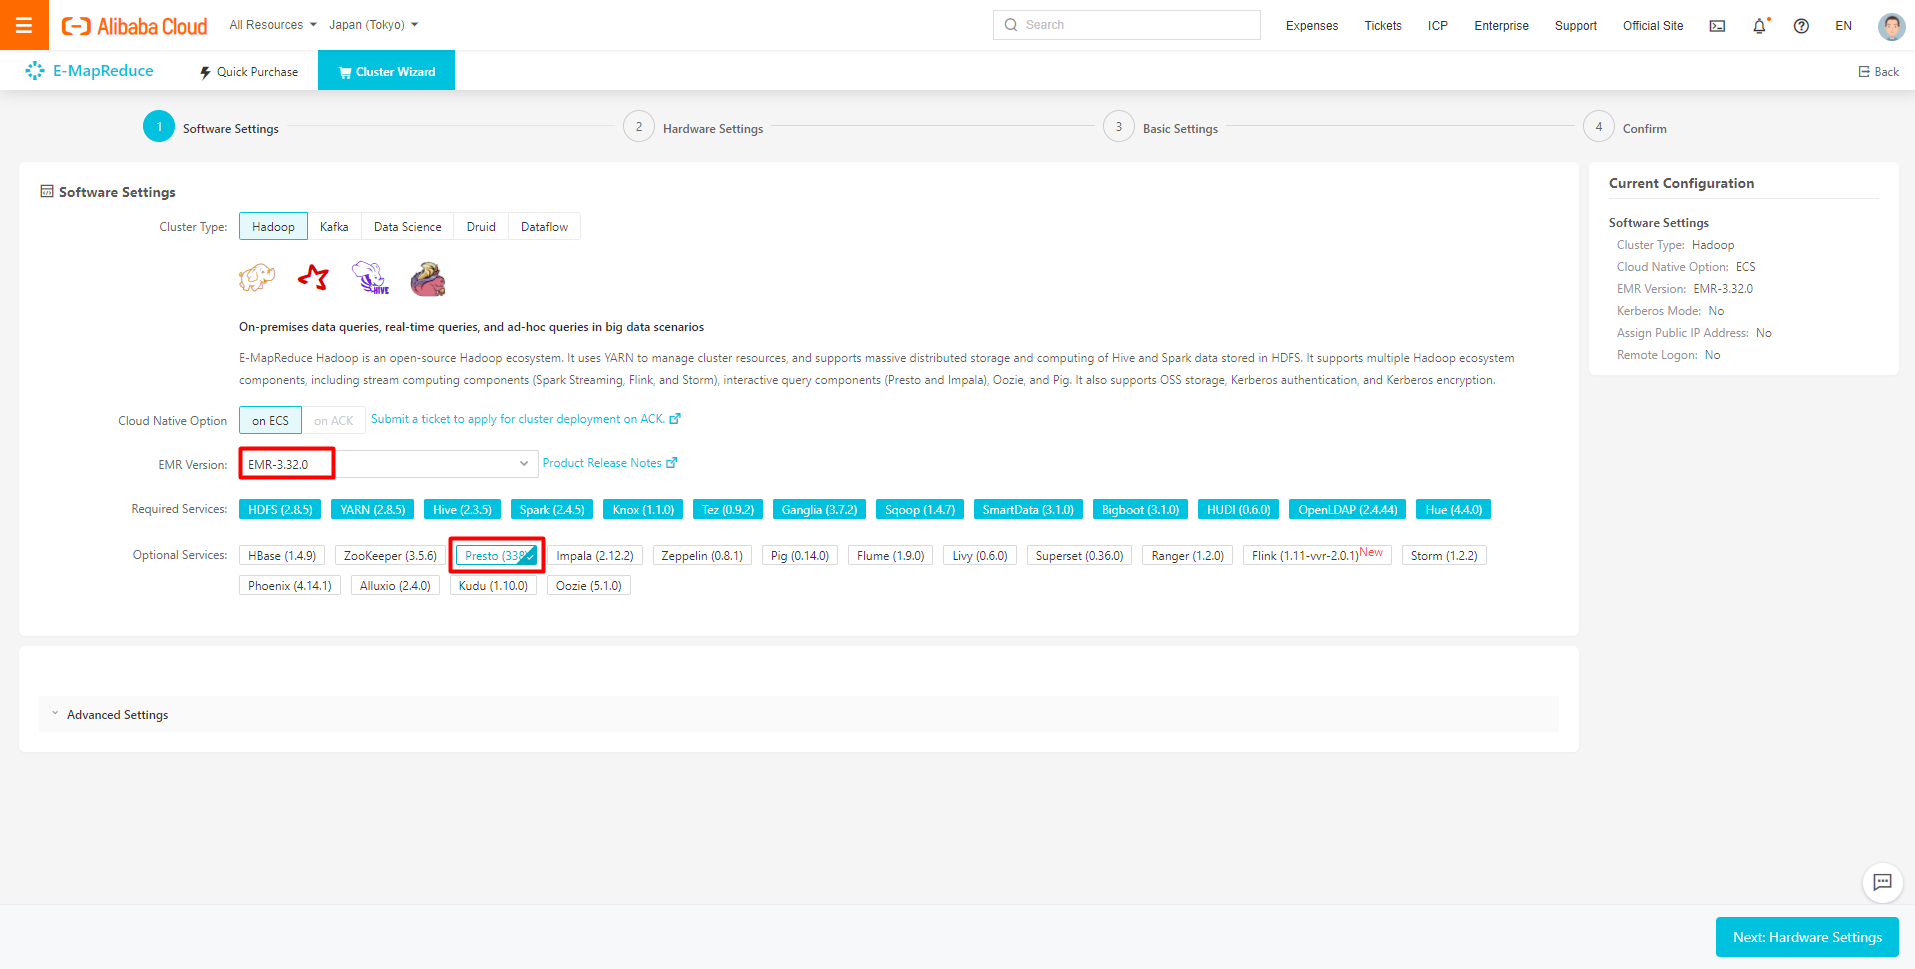 Alibaba Cloud All Resources Japan (Tokyo) Search Expenses Tickets ICP Enterprise Support Official Site EN
E-MapReduce Quick Purchase Cluster Wizard Back
1 Software Settings 2 Hardware Settings 3 Basic Settings 4 Confirm
Software Settings
Cluster Type: Hadoop Kafka Data Science Druid Dataflow
HIVE
On-premises data queries, real-time queries, and ad-hoc queries in big data scenarios
E-MapReduce Hadoop is an open-source Hadoop ecosystem. It uses YARN to manage cluster resources, and supports massive distributed storage and computing of Hive and Spark data stored in HDFS. It supports multiple Hadoop ecosystem
components, including stream computing components (Spark Streaming, Flink, and Storm), interactive query components (Presto and Impala), Oozie, and Pig. It also supports OSS storage, Kerberos authentication, and Kerberos encryption.
Cloud Native Option on ECS on ACK Submit a ticket to apply for cluster deployment on ACK.
EMR Version: EMR-3.32.0 Product Release Notes
Required Services: HDFS (2.8.5) YARN (2.8.5) Hive (2.3.5) Spark (2.4.5) Knox (1.1.0) Tez (0.9.2) Ganglia (3.7.2) Sqoop (1.4.7) SmartData (3.1.0) Bigboot (3.1.0) HUDI (0.6.0) OpenLDAP (2.4.44) Hue (4.4.0)
Optional Services: HBase (1.4.9) ZooKeeper (3.5.6) Presto (338) Impala (2.12.2) Zeppelin (0.8.1) Pig (0.14.0) Flume (1.9.0) Livy (0.6.0) Superset (0.36.0) Ranger (1.2.0) Flink (1.11-vvr-2.0.1) New Storm (1.2.2)
Phoenix (4.14.1) Alluxio (2.4.0) Kudu (1.10.0) Oozie (5.1.0)
Advanced Settings
Current Configuration
Software Settings
Cluster Type: Hadoop
Cloud Native Option: ECS
EMR Version: EMR-3.32.0
Kerberos Mode: No
Assign Public IP Address: No
Remote Logon: No
Next: Hardware Settings